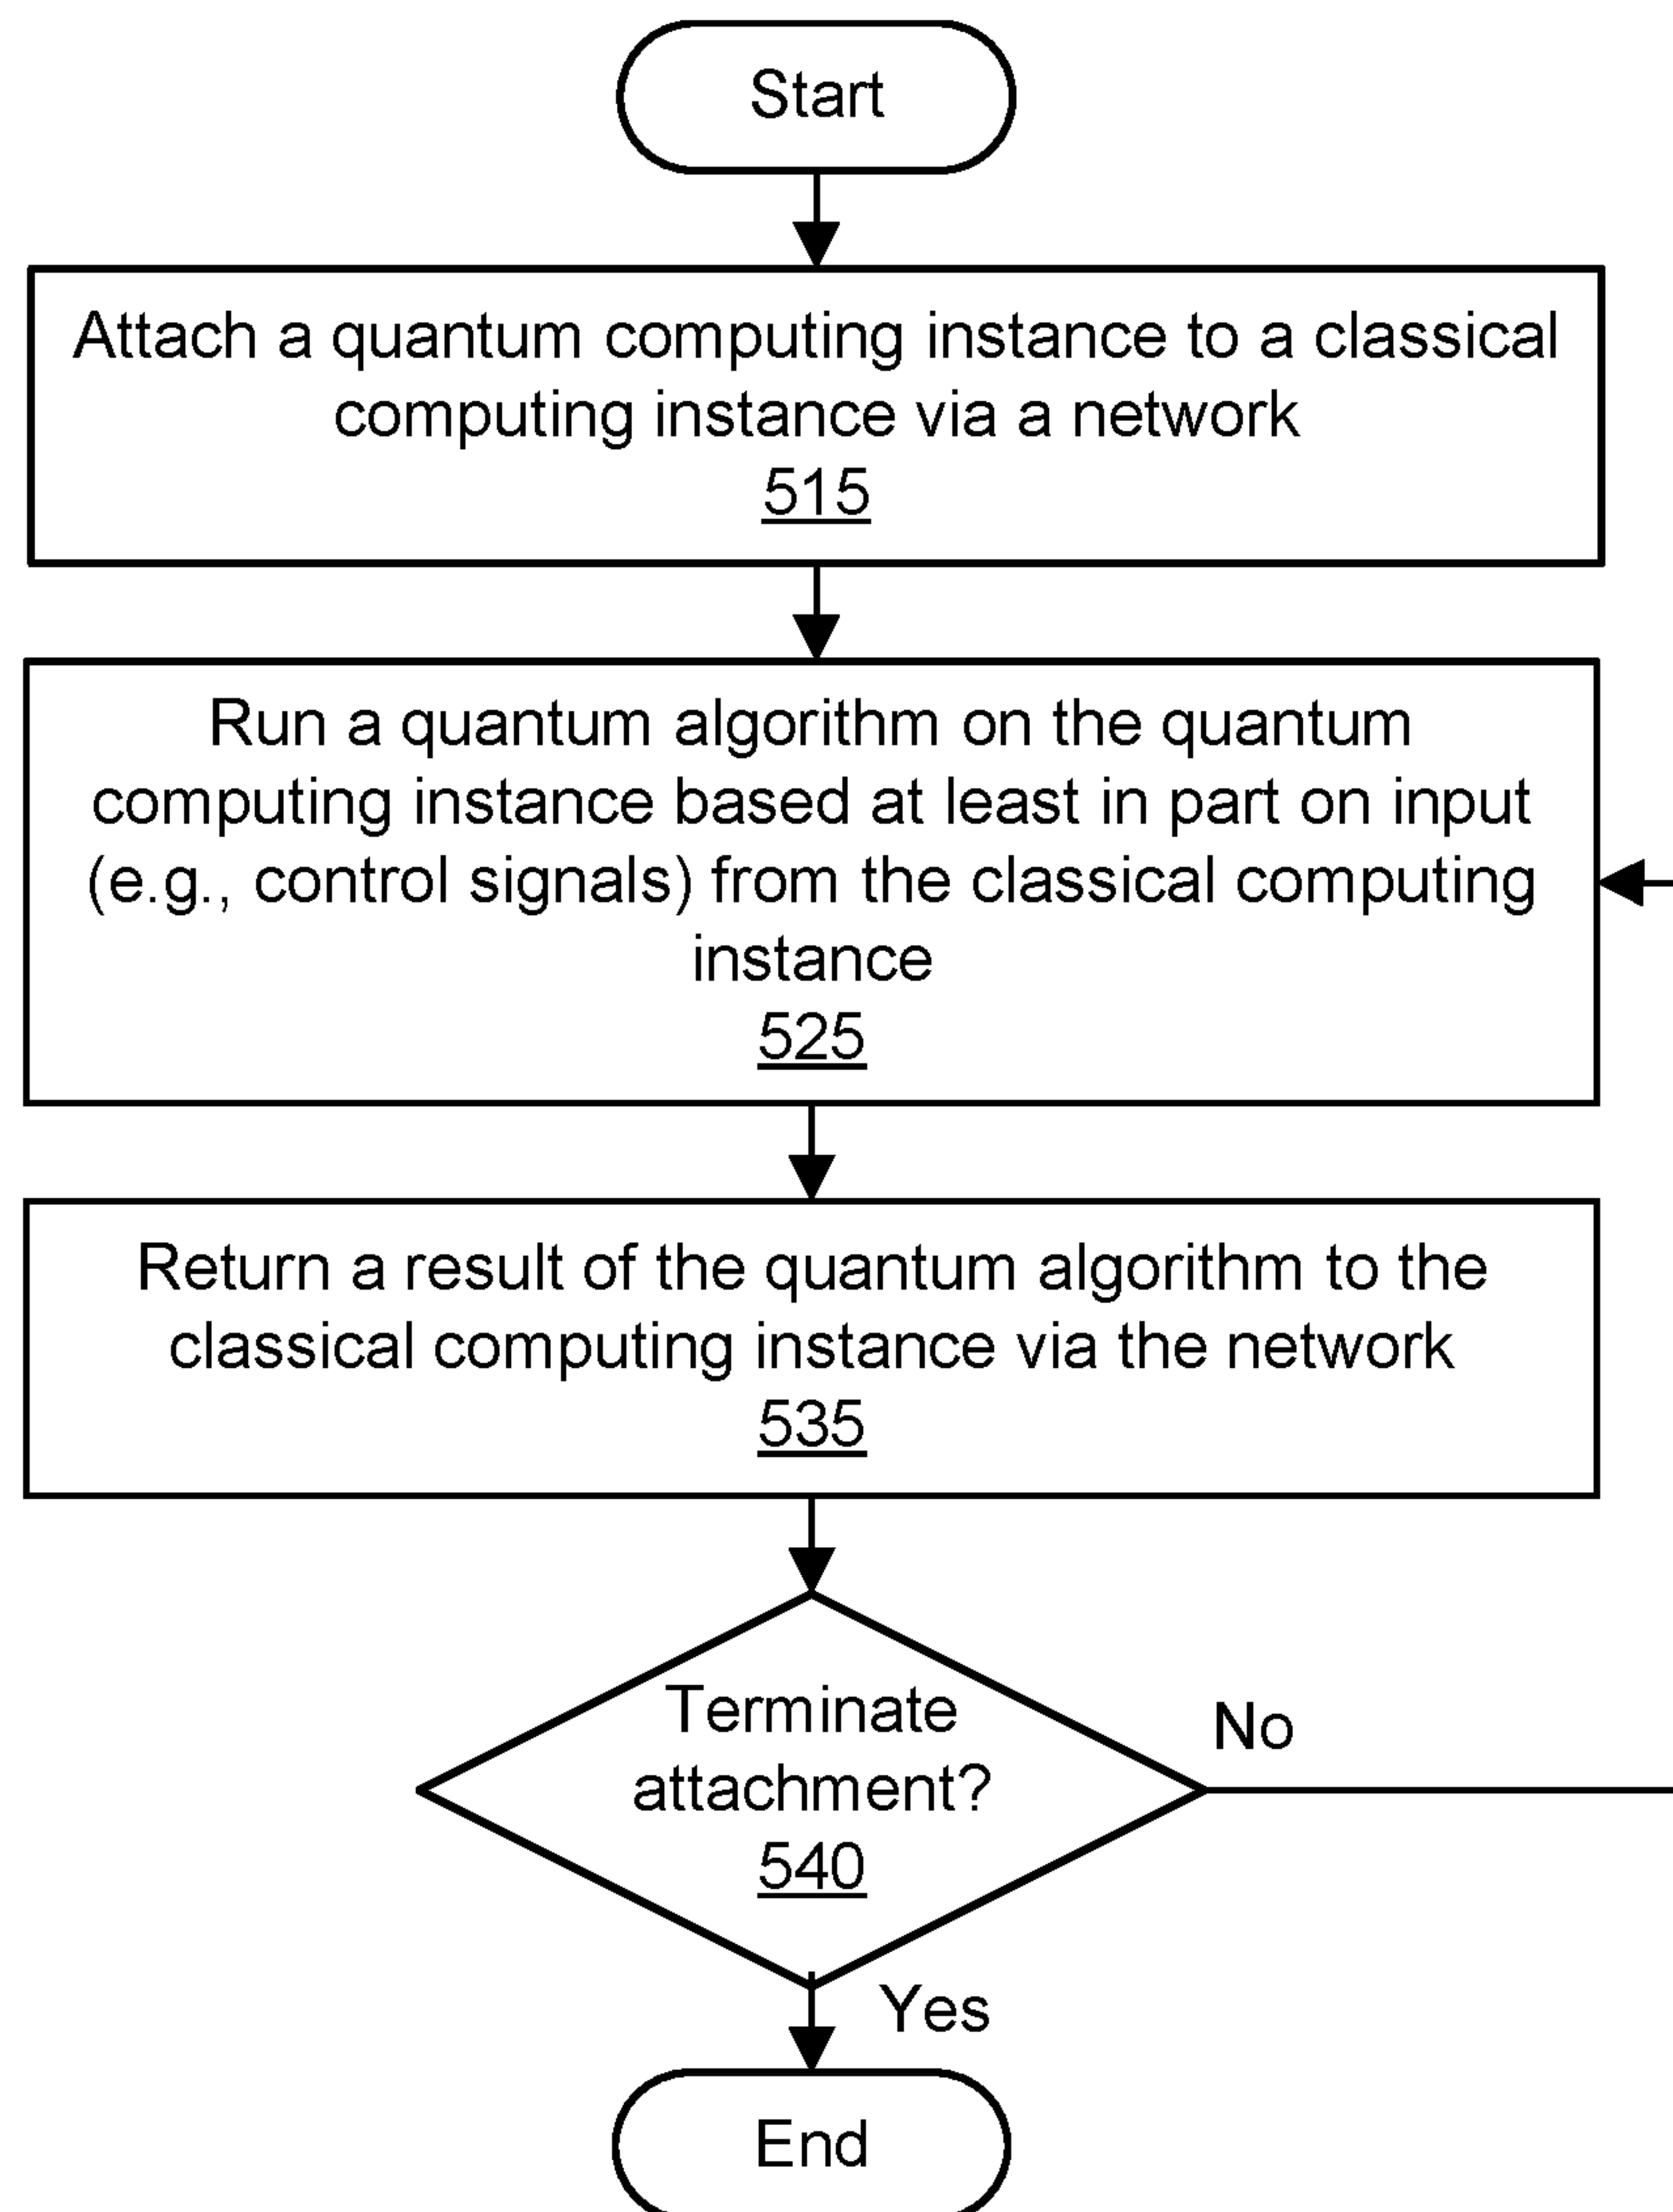 Start
Attach a quantum computing instance to a classical
computing instance via a network
515
Run a quantum algorithm on the quantum
computing instance based at least in part on input
(e.g., control signals) from the classical computing
instance
525
Return a result of the quantum algorithm to the
classical computing instance via the network
535
Terminate
attachment?
540
No
Yes
End